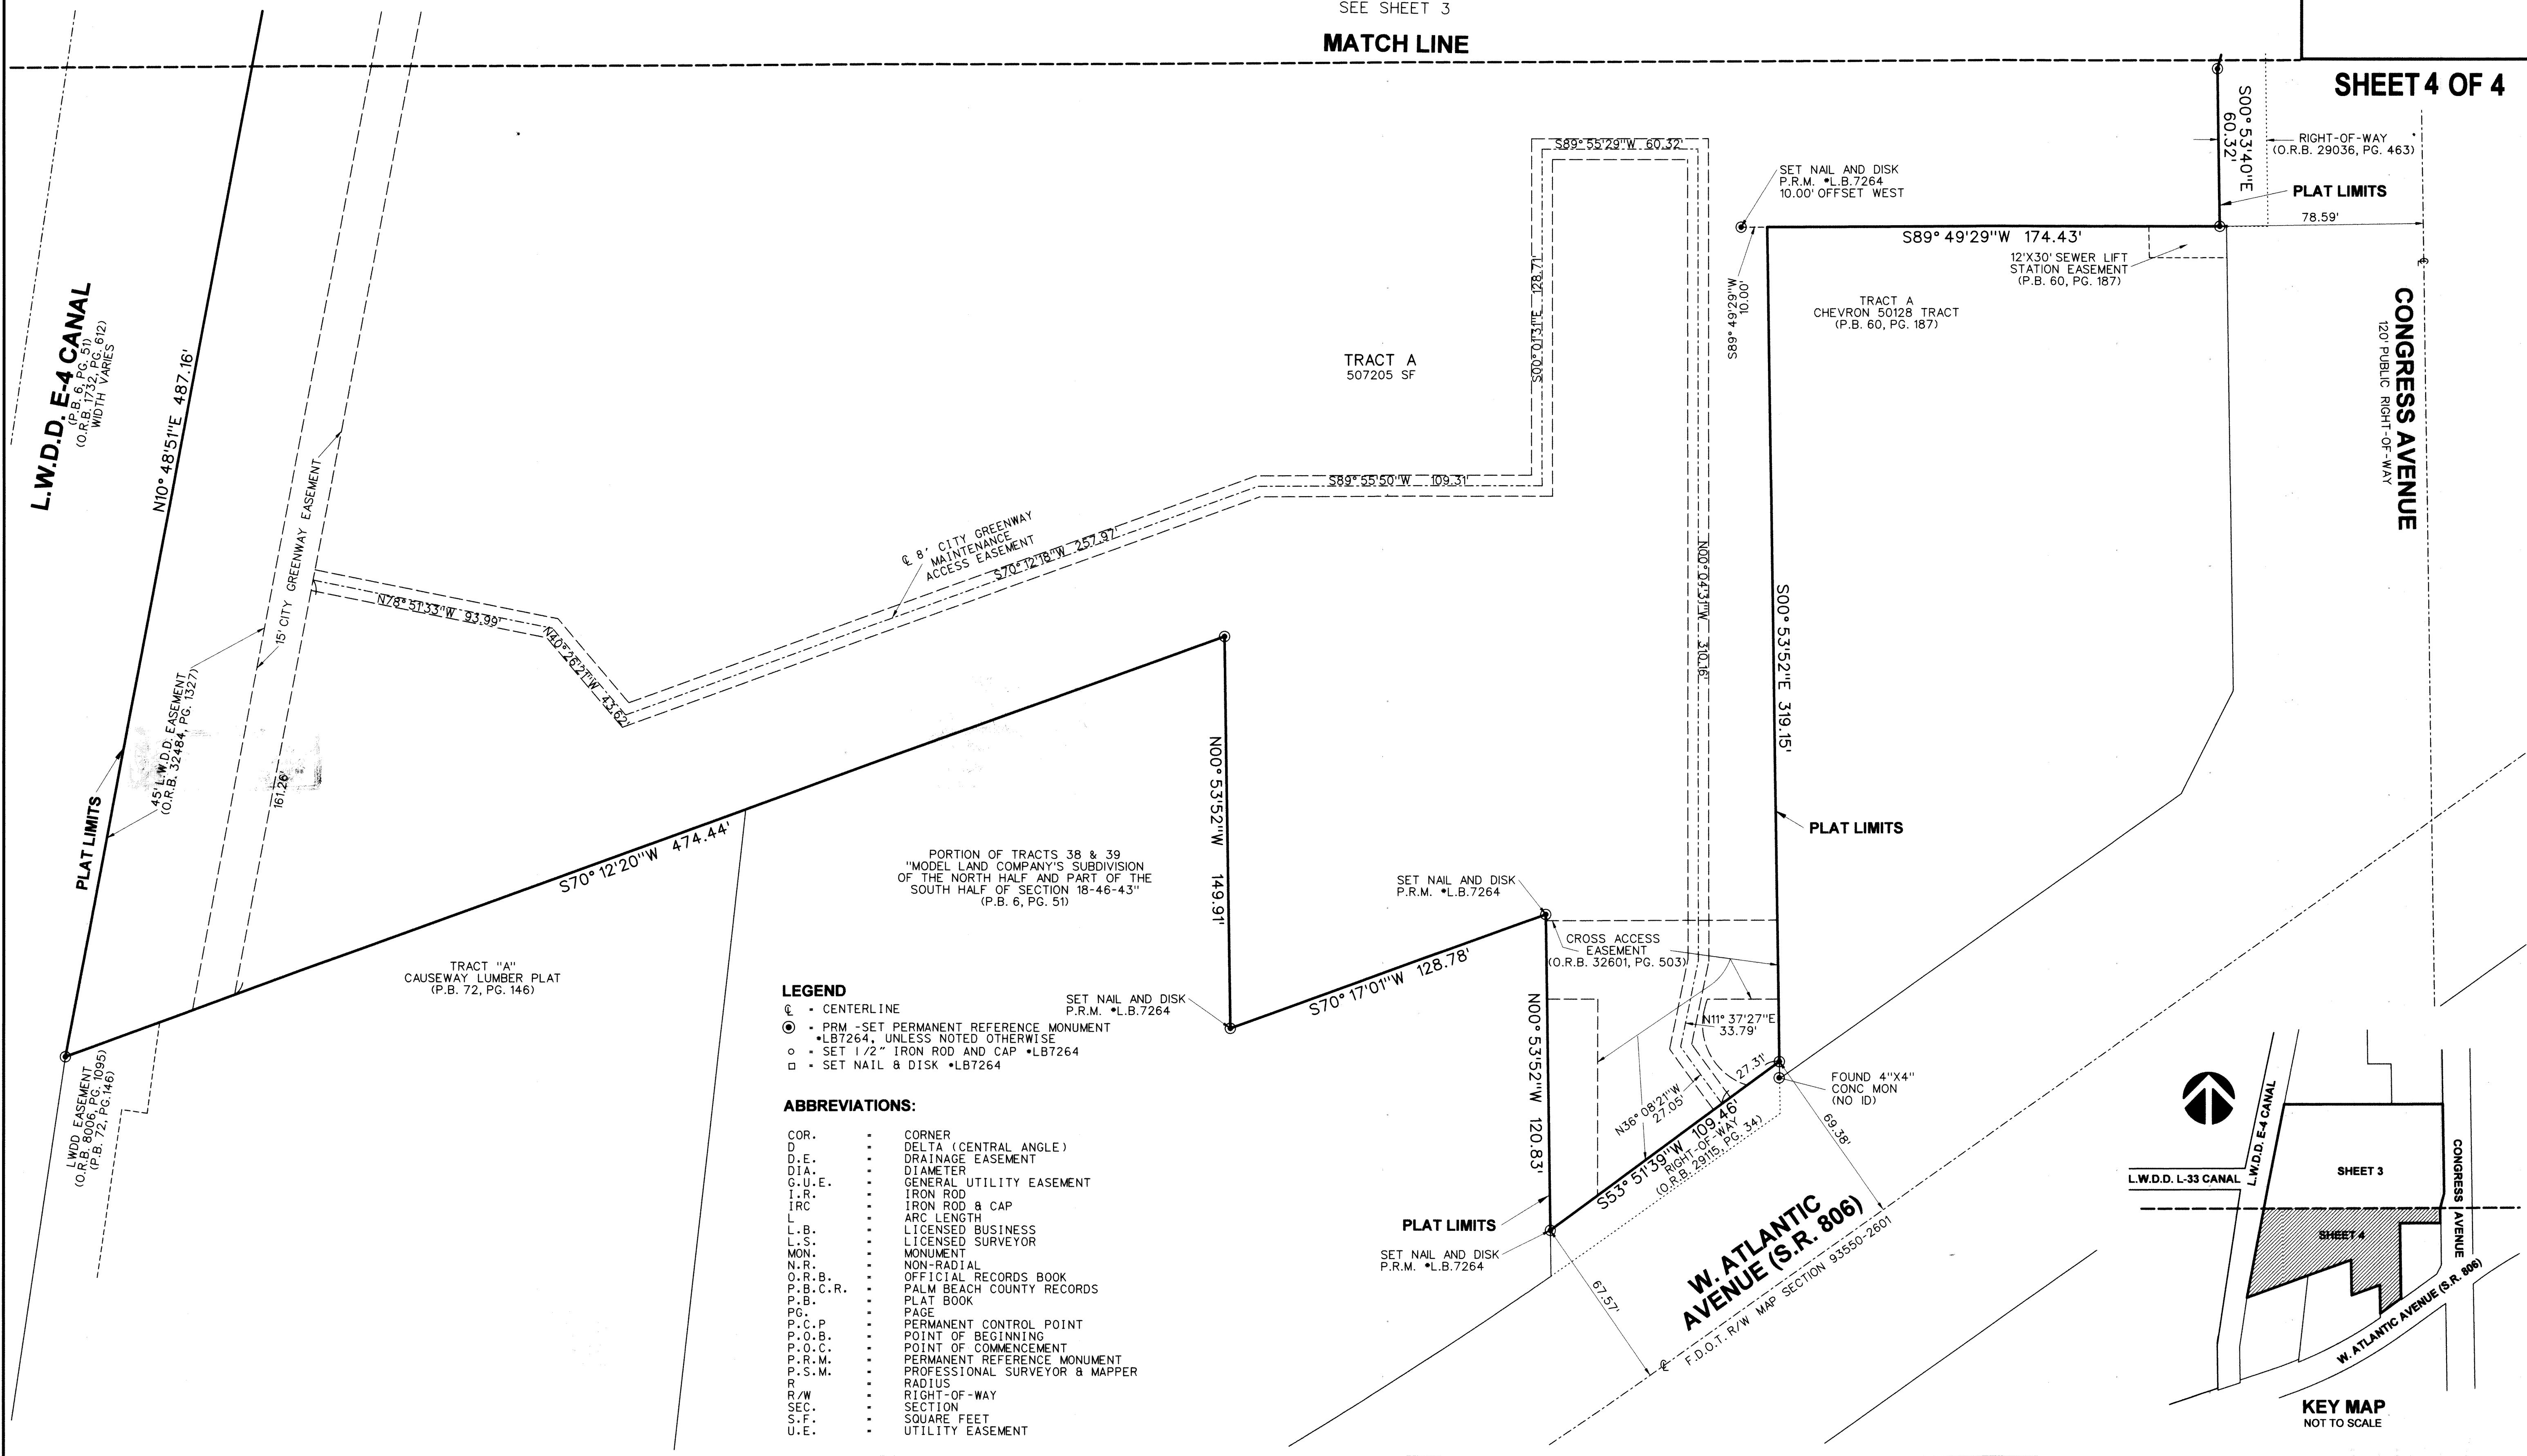 SEE SHEET 3
MATCH LINE
SHEET 4 OF 4
S00°53'40"E
60.32'
RIGHT-OF-WAY
(O.R.B. 29036, PG. 463)
PLAT LIMITS
78.59'
S89°55'29"W 60.32'
SET NAIL AND DISK
P.R.M. *L.B.7264
10.00' OFFSET WEST
S89°49'29"W 174.43'
12'X30' SEWER LIFT
STATION EASEMENT
(P.B. 60, PG. 187)
S89°49'29"W
10.00'
TRACT A
CHEVRON 50128 TRACT
(P.B. 60, PG. 187)
CONGRESS AVENUE
120' PUBLIC RIGHT-OF-WAY
L.W.D.D. E-4 CANAL
(P.B. 6, PG. 51)
(O.R.B. 1732, PG. 612)
WIDTH VARIES
N10°48'51"E 487.16'
TRACT A
507205 SF
S00°10'31"E 128.71'
S89°55'50"W 109.31'
℄ 8' CITY GREENWAY
MAINTENANCE
ACCESS EASEMENT
S70°12'18"W 257.97'
15' CITY GREENWAY EASEMENT
N78°51'33"W 93.99'
N40°26'21"W 43.62'
N00°04'31"W 310.16'
S00°53'52"E 319.15'
PLAT LIMITS
45' L.W.D.D. EASEMENT
(O.R.B. 32484, PG. 1327)
161.26'
PLAT LIMITS
S70°12'20"W 474.44'
N00°53'52"W 149.91'
PORTION OF TRACTS 38 & 39
"MODEL LAND COMPANY'S SUBDIVISION
OF THE NORTH HALF AND PART OF THE
SOUTH HALF OF SECTION 18-46-43"
(P.B. 6, PG. 51)
TRACT "A"
CAUSEWAY LUMBER PLAT
(P.B. 72, PG. 146)
LWDD EASEMENT
(O.R.B. 8006, PG. 1095)
(P.B. 72, PG.146)
SET NAIL AND DISK
P.R.M. *L.B.7264
SET NAIL AND DISK
P.R.M. *L.B.7264
S70°17'01"W 128.78'
CROSS ACCESS
EASEMENT
(O.R.B. 32601, PG. 503)
N11°37'27"E
33.79'
N00°53'52"W 120.83'
27.31'
N36°08'21"W
27.05'
S53°51'39"W 109.46'
RIGHT-OF-WAY
(O.R.B. 29115, PG. 34)
FOUND 4"X4"
CONC MON
(NO ID)
69.38'
PLAT LIMITS
SET NAIL AND DISK
P.R.M. *L.B.7264
67.57'
W. ATLANTIC
AVENUE (S.R. 806)
℄ F.D.O.T. R/W MAP SECTION 93550-2601
LEGEND
℄ - CENTERLINE
- PRM -SET PERMANENT REFERENCE MONUMENT
*LB7264, UNLESS NOTED OTHERWISE
○ - SET 1/2" IRON ROD AND CAP *LB7264
□ - SET NAIL & DISK *LB7264
ABBREVIATIONS:
COR. - CORNER
D - DELTA (CENTRAL ANGLE)
D.E. - DRAINAGE EASEMENT
DIA. - DIAMETER
G.U.E. - GENERAL UTILITY EASEMENT
I.R. - IRON ROD
IRC - IRON ROD & CAP
L - ARC LENGTH
L.B. - LICENSED BUSINESS
L.S. - LICENSED SURVEYOR
MON. - MONUMENT
N.R. - NON-RADIAL
O.R.B. - OFFICIAL RECORDS BOOK
P.B.C.R. - PALM BEACH COUNTY RECORDS
P.B. - PLAT BOOK
PG. - PAGE
P.C.P - PERMANENT CONTROL POINT
P.O.B. - POINT OF BEGINNING
P.O.C. - POINT OF COMMENCEMENT
P.R.M. - PERMANENT REFERENCE MONUMENT
P.S.M. - PROFESSIONAL SURVEYOR & MAPPER
R - RADIUS
R/W - RIGHT-OF-WAY
SEC. - SECTION
S.F. - SQUARE FEET
U.E. - UTILITY EASEMENT
L.W.D.D. E-4 CANAL
L.W.D.D. L-33 CANAL
SHEET 3
SHEET 4
CONGRESS AVENUE
W. ATLANTIC AVENUE (S.R. 806)
KEY MAP
NOT TO SCALE